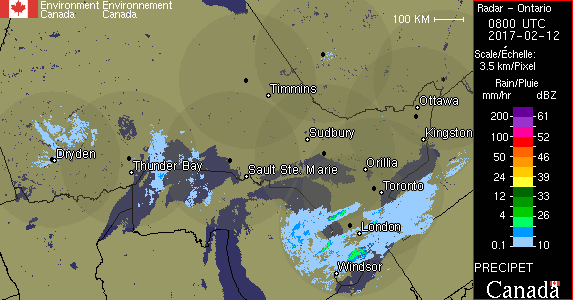 Environment Environnement
Canada Canada
100 KM
Radar - Ontario
0800 UTC
2017-02-12
Scale/Échelle:
3.5 km/Pixel
Rain/Pluie
mm/hr dBZ
200 61
100 52
50 46
24 39
12 33
4 26
0.1 10
PRECIPET
Canada
Timmins
Ottawa
Sudbury
Kingston
Dryden
Thunder Bay
Sault Ste. Marie
Orillia
Toronto
London
Windsor